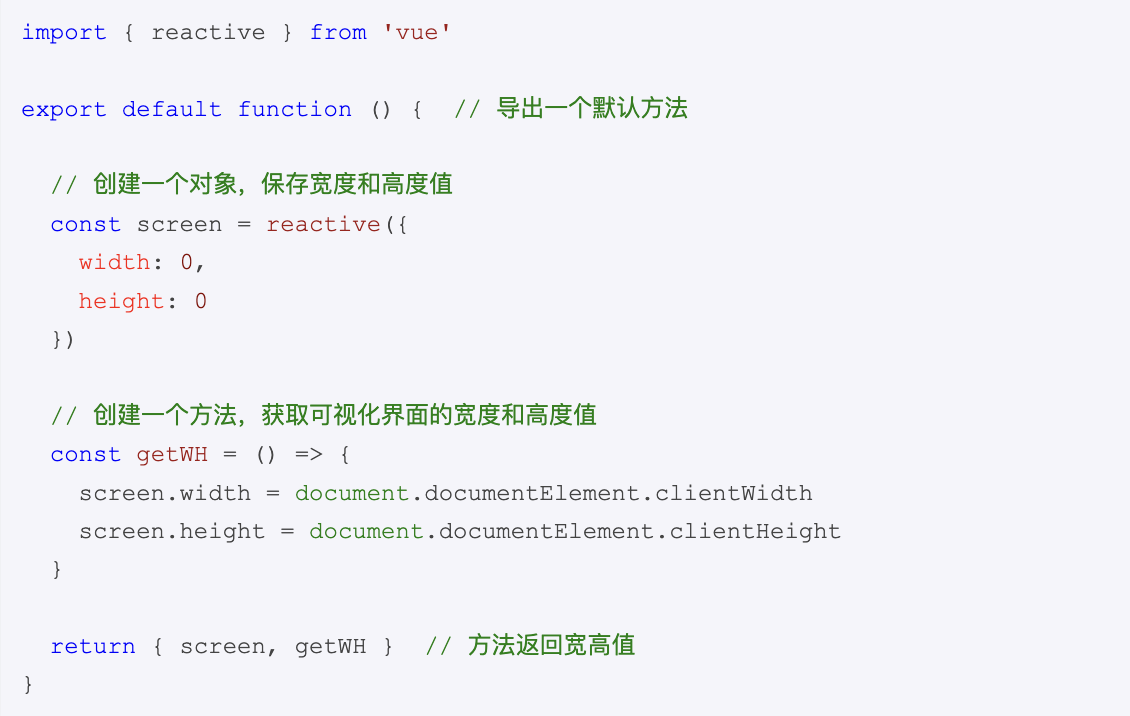 import { reactive } from 'vue'
export default function () {  // 导出一个默认方法
  // 创建一个对象，保存宽度和高度值
  const screen = reactive({
    width: 0,
    height: 0
  })
  // 创建一个方法，获取可视化界面的宽度和高度值
  const getWH = () => {
    screen.width = document.documentElement.clientWidth
    screen.height = document.documentElement.clientHeight
  }
  return { screen, getWH }  // 方法返回宽高值
}